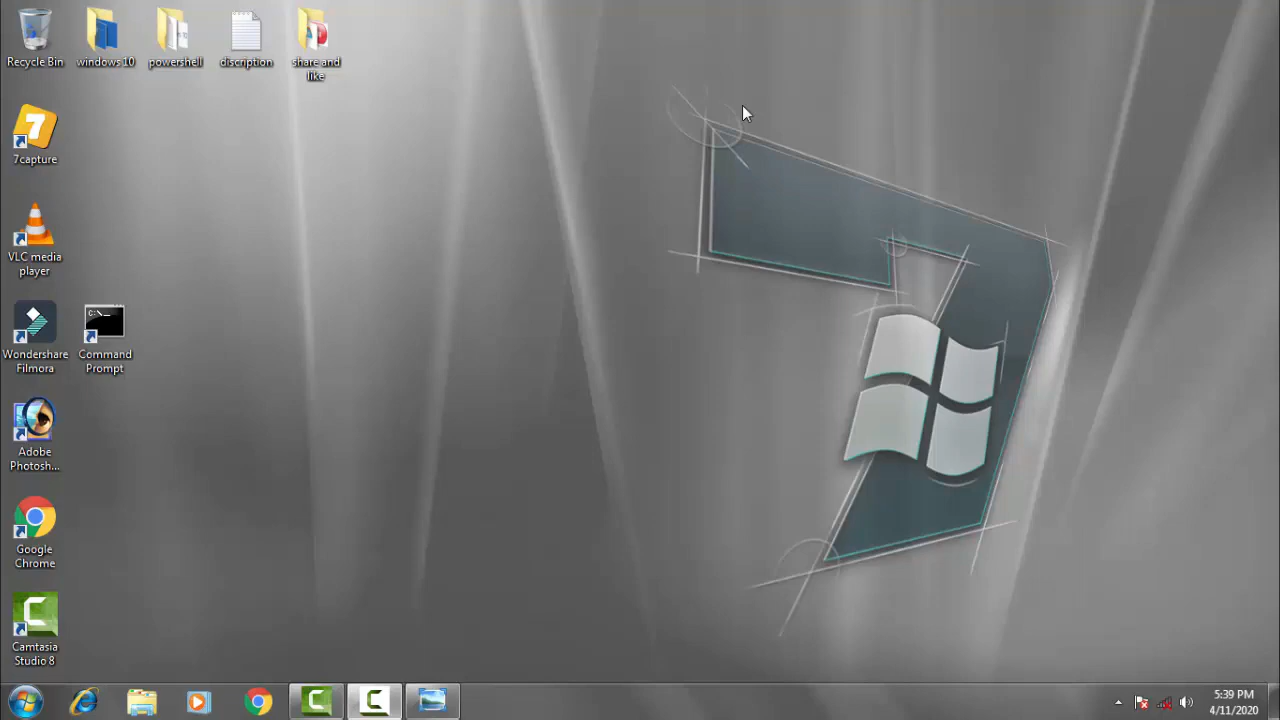 Recycle Bin
windows 10
powershell
discription
share and
like
7capture
VLC media
player
Wondershare
Filmora
Command
Prompt
C:\._
Adobe
Photosh...
Google
Chrome
Camtasia
Studio 8
5:39 PM
4/11/2020